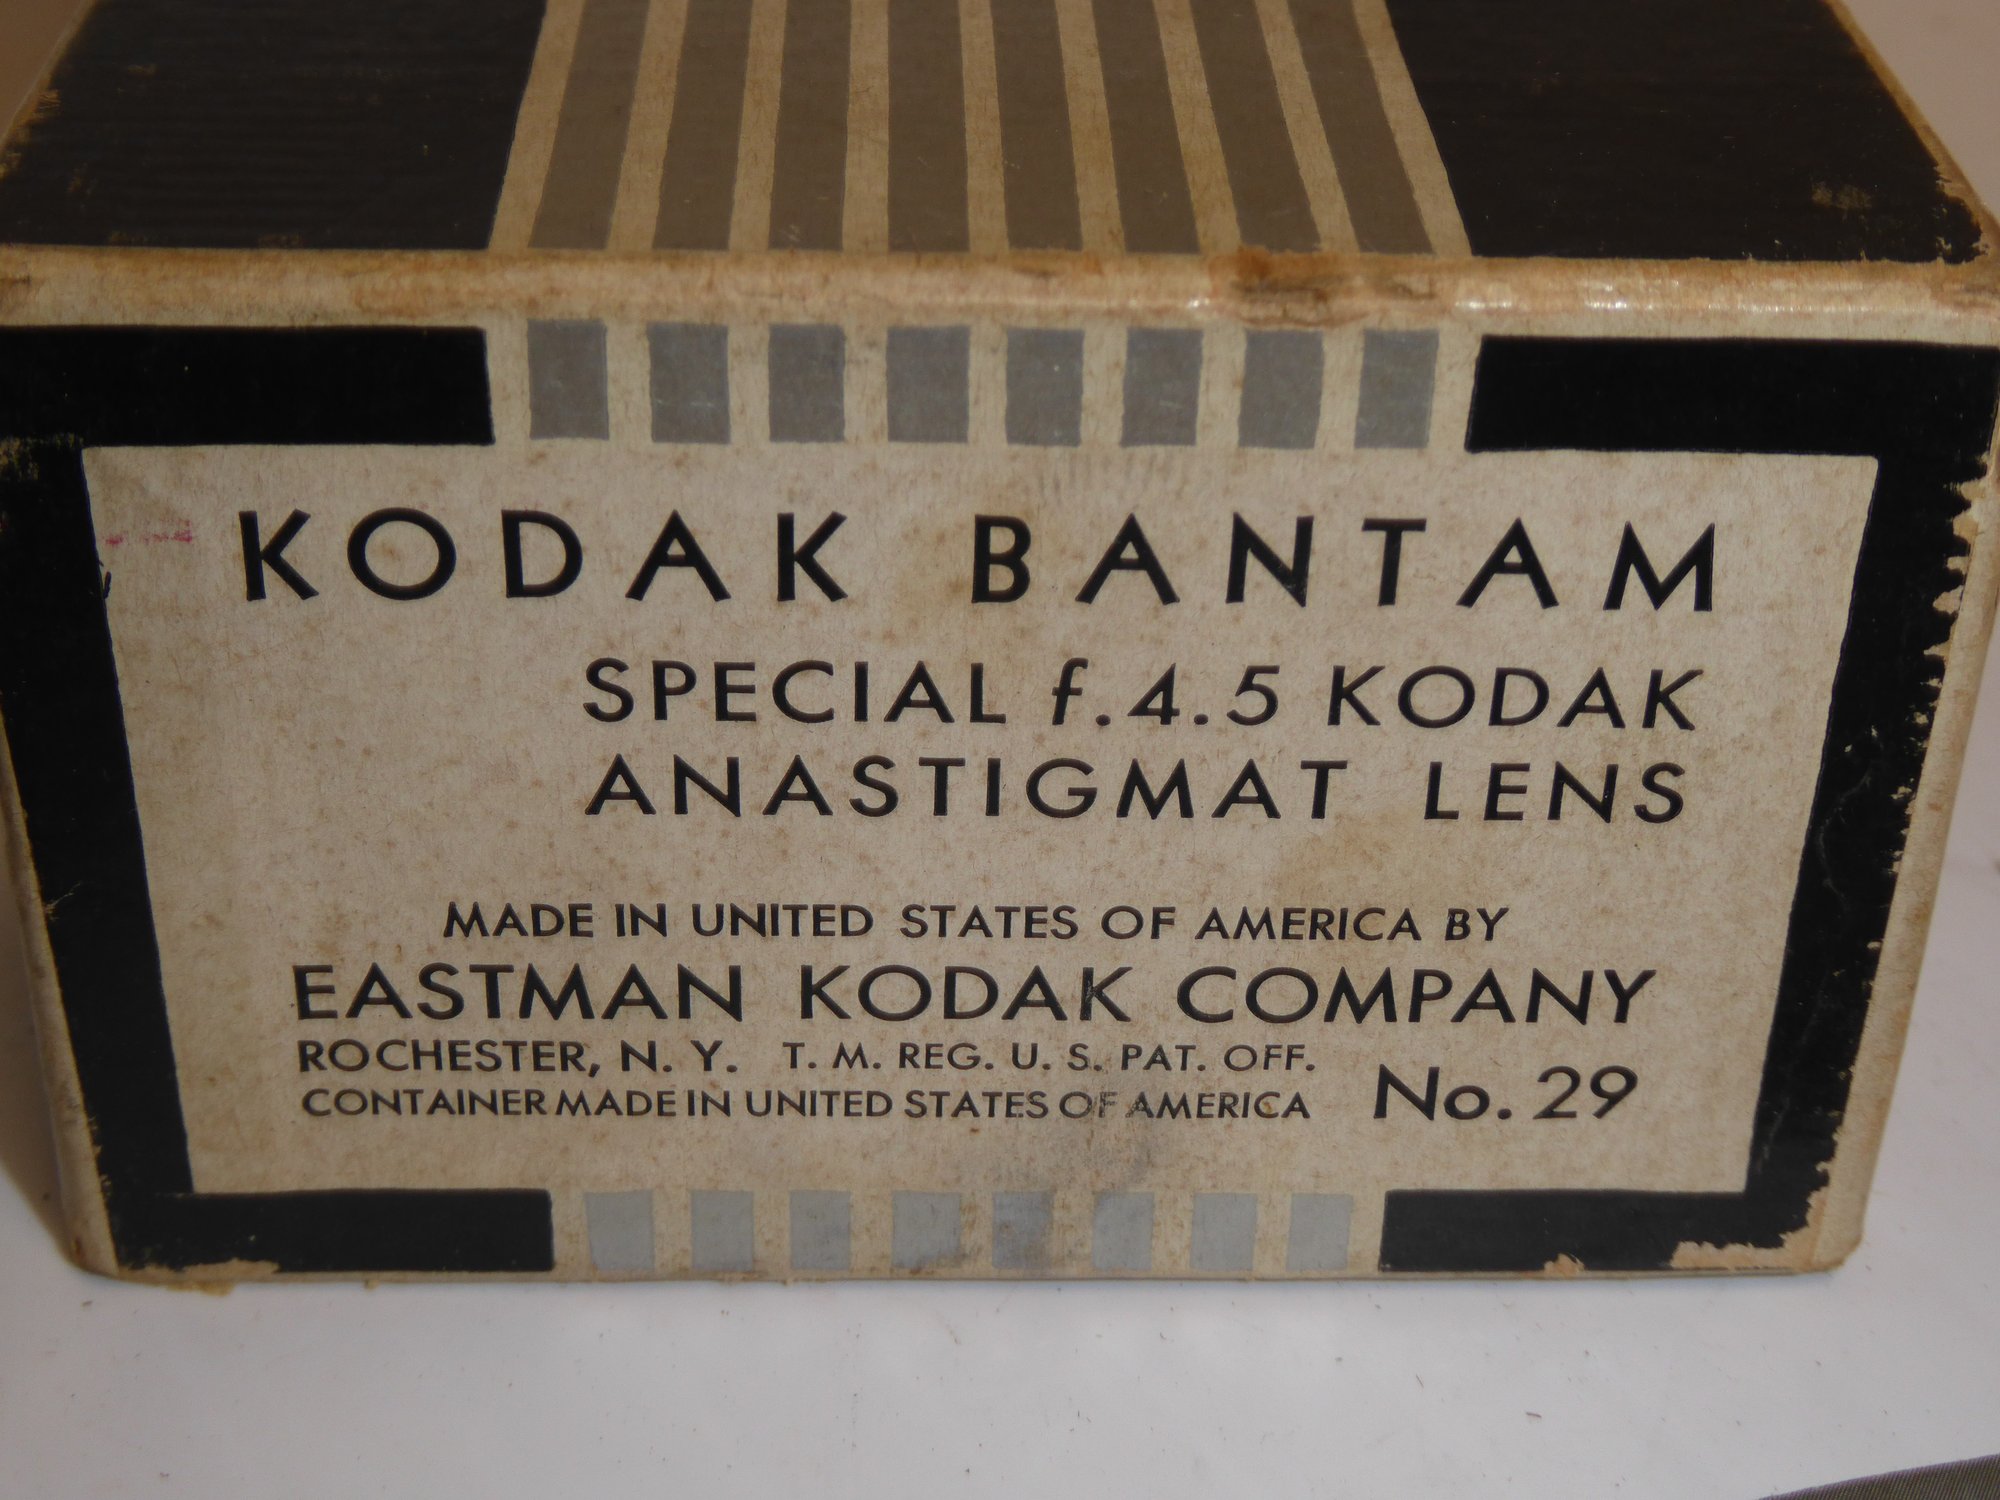 KODAK BANTAM
SPECIAL f.4.5 KODAK
ANASTIGMAT LENS
MADE IN UNITED STATES OF AMERICA BY
EASTMAN KODAK COMPANY
ROCHESTER, N. Y. T. M. REG. U. S. PAT. OFF.
CONTAINER MADE IN UNITED STATES OF AMERICA No. 29